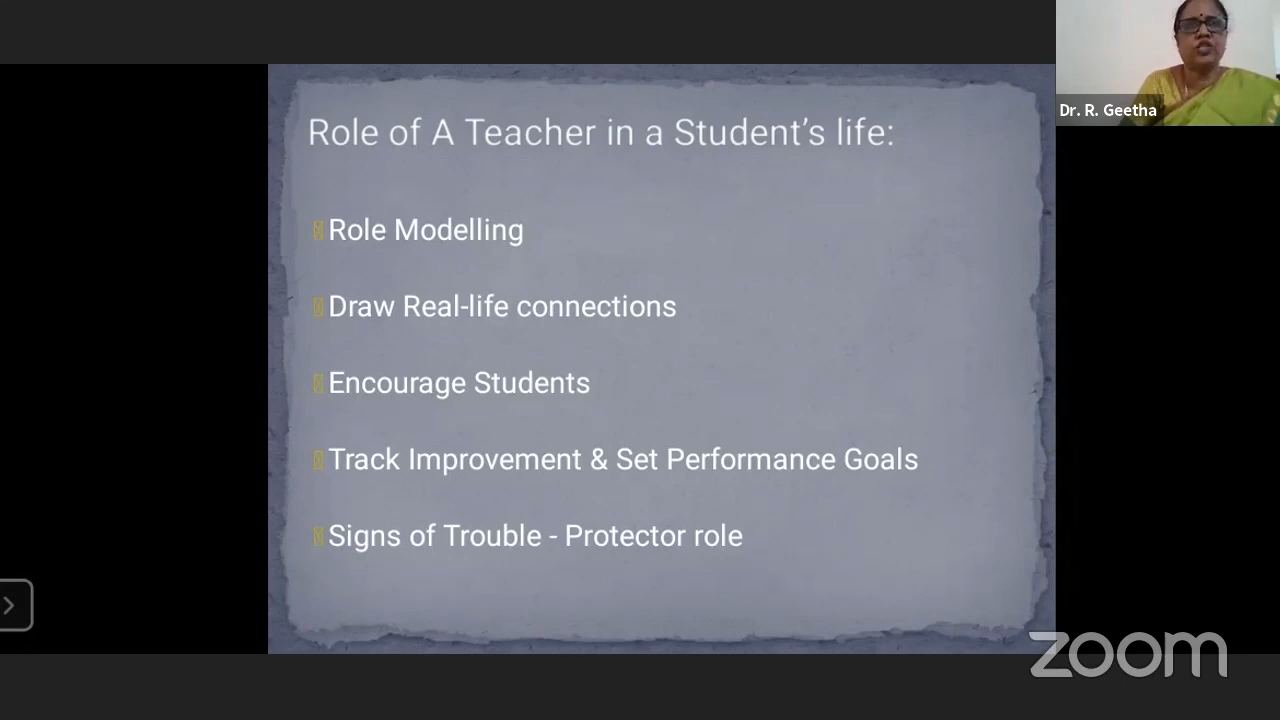 Dr. R. Geetha
Role of A Teacher in a Student’s life:
Role Modelling
Draw Real-life connections
Encourage Students
Track Improvement & Set Performance Goals
Signs of Trouble - Protector role
zoom